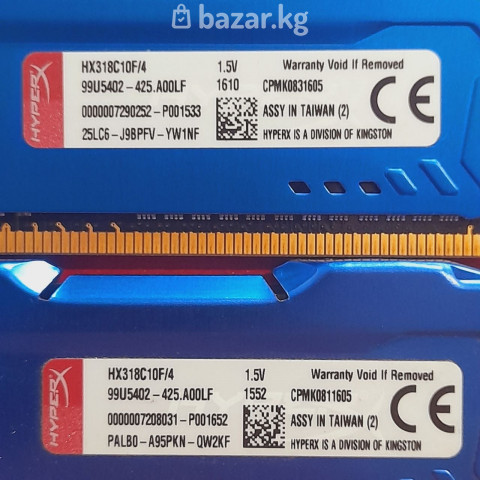 bazar.kg
HYPERX
HX318C10F/4 1.5V Warranty Void If Removed
99U5402-425.A00LF 1610 CPMK0831605
0000007290252-P001533 ASSY IN TAIWAN (2)
25LC6-J9BPFV-YW1NF HYPERX IS A DIVISION OF KINGSTON
CE
HYPERX
HX318C10F/4 1.5V Warranty Void If Removed
99U5402-425.A00LF 1552 CPMK0811605
0000007208031-P001652 ASSY IN TAIWAN (2)
PALB0-A95PKN-QW2KF HYPERX IS A DIVISION OF KINGSTON
CE